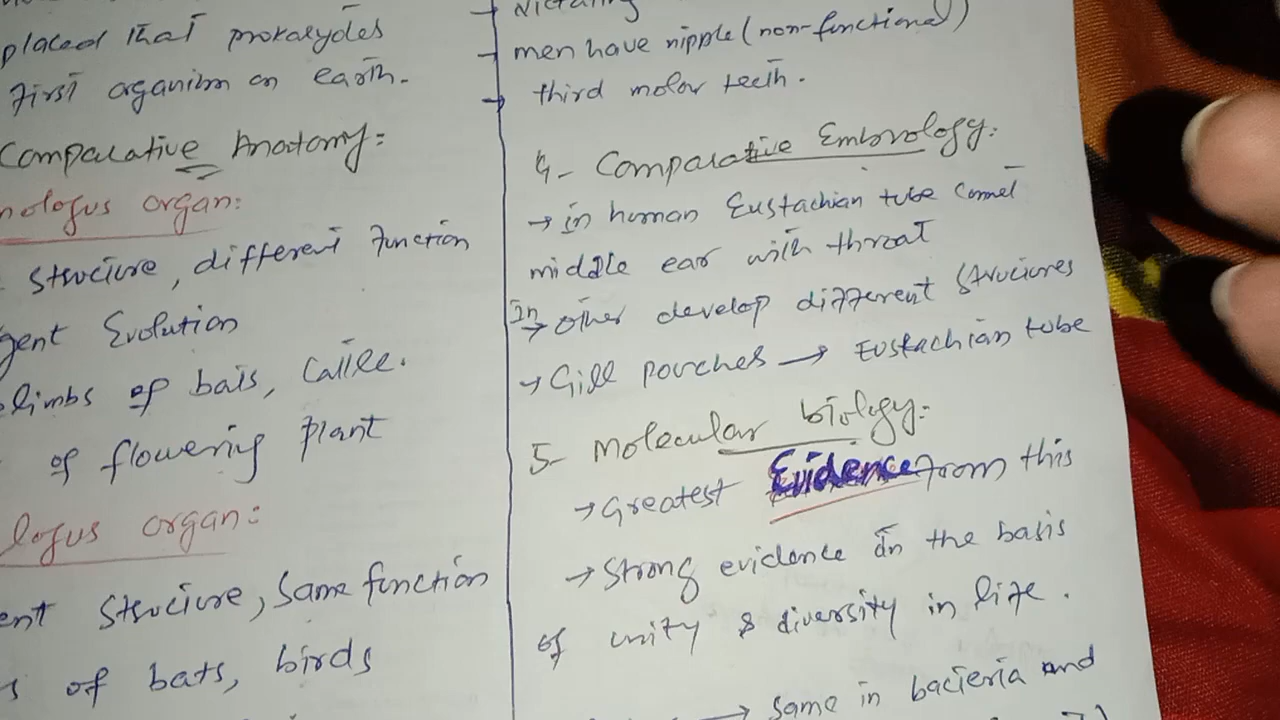 placed that prokaryotes
first organism on earth.
Comparative Anatomy:
nologus organ:
structure, different function
gent Evolution
limbs of bats, Cattle.
of flowering plant
logus organ:
ent structure, Same function
s of bats, birds
→ men have nipple (non-functional)
→ third molar teeth.
4- Comparative Embrology:
→ in human Eustachian tube connet
middle ear with throat
In → other develop different structures
→ Gill pouches → Eustachian tube
5- Molecular biology:
→ Greatest Evidence from this
→ Strong evidence in the basis
of unity & diversity in life.
→ Same in bacteria and